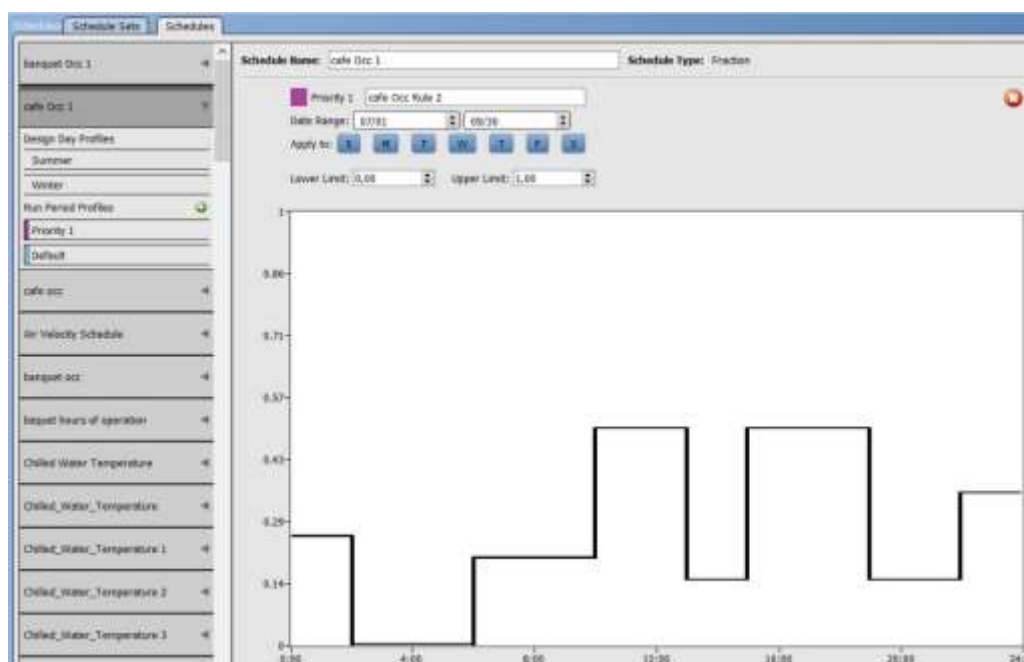 Schedules Schedule Sets Schedules
banquet Occ 1
cafe Occ 1
Design Day Profiles
Summer
Winter
Run Period Profiles
Priority 1
Default
cafe occ
Air Velocity Schedule
banquet occ
baquet hours of operation
Chilled Water Temperature
Chilled_Water_Temperature
Chilled_Water_Temperature 1
Chilled_Water_Temperature 2
Chilled_Water_Temperature 3
Schedule Name: cafe Occ 1 Schedule Type: Fraction
Priority 1 cafe Occ Rule 2
Date Range: 07/01 09/30
Apply to: S M T W T F S
Lower Limit: 0,00 Upper Limit: 1,00
1
0.86
0.71
0.57
0.43
0.29
0.14
0
0:00 4:00 8:00 12:00 16:00 20:00 24: